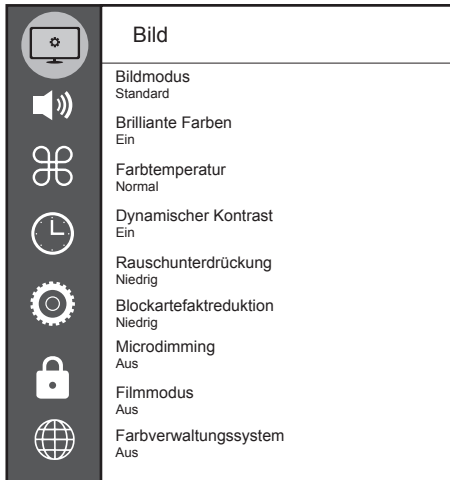 Bild
Bildmodus
Standard
Brilliante Farben
Ein
Farbtemperatur
Normal
Dynamischer Kontrast
Ein
Rauschunterdrückung
Niedrig
Blockartefaktreduktion
Niedrig
Microdimming
Aus
Filmmodus
Aus
Farbverwaltungssystem
Aus